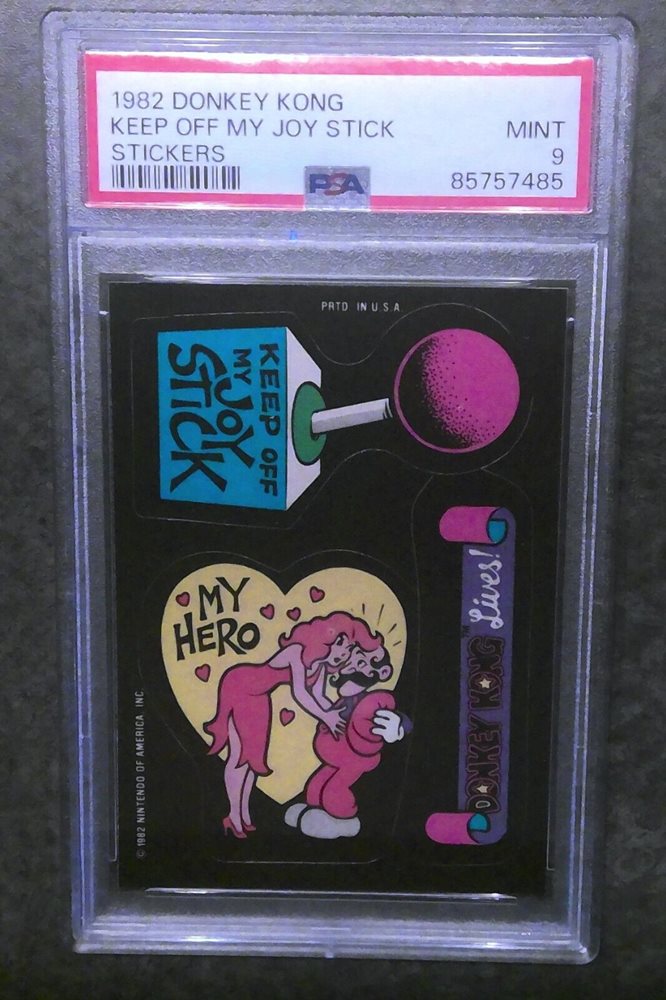 1982 DONKEY KONG
KEEP OFF MY JOY STICK
MINT
STICKERS
9
PSA
85757485
PRTD. IN U.S.A.
KEEP OFF
MY JOY
STICK
MY
HERO
DONKEY KONG™ Lives!
© 1982 NINTENDO OF AMERICA, INC.